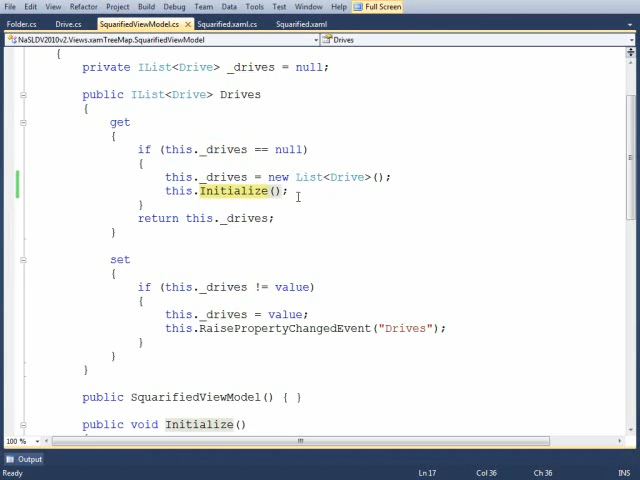 File Edit View Refactor Project Build Debug Team Data Tools Test Window Help Full Screen
Folder.cs Drive.cs SquarifiedViewModel.cs × Squarified.xaml.cs Squarified.xaml
NaSLDV2010v2.Views.xamTreeMap.SquarifiedViewModel Drives
{
private IList<Drive> _drives = null;
public IList<Drive> Drives
{
get
{
if (this._drives == null)
{
this._drives = new List<Drive>();
this.Initialize();
}
return this._drives;
}
set
{
if (this._drives != value)
{
this._drives = value;
this.RaisePropertyChangedEvent("Drives");
}
}
}
public SquarifiedViewModel() { }
public void Initialize()
100 %
Output
Ready Ln 17 Col 36 Ch 36 INS